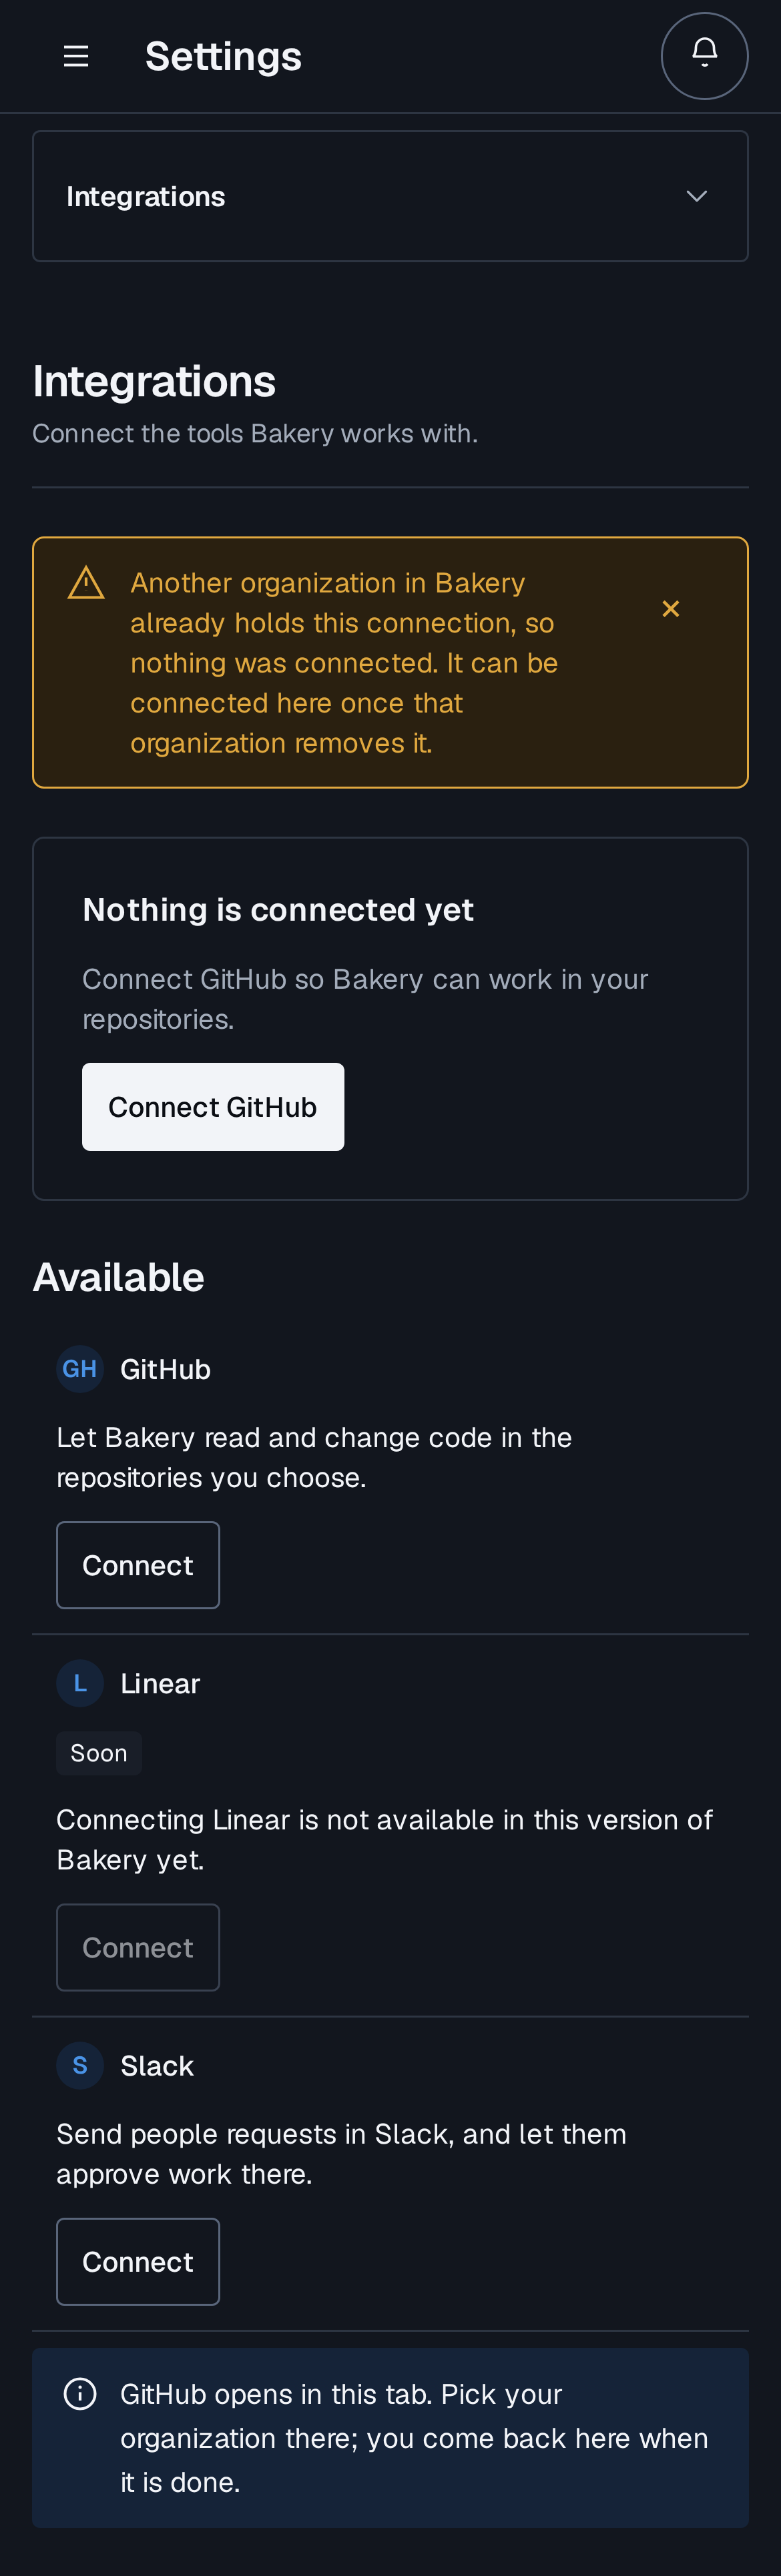 Settings
Integrations
Integrations
Connect the tools Bakery works with.
Another organization in Bakery
already holds this connection, so
nothing was connected. It can be
connected here once that
organization removes it.
Nothing is connected yet
Connect GitHub so Bakery can work in your
repositories.
Connect GitHub
Available
GH GitHub
Let Bakery read and change code in the
repositories you choose.
Connect
L Linear
Soon
Connecting Linear is not available in this version of
Bakery yet.
Connect
S Slack
Send people requests in Slack, and let them
approve work there.
Connect
GitHub opens in this tab. Pick your
organization there; you come back here when
it is done.